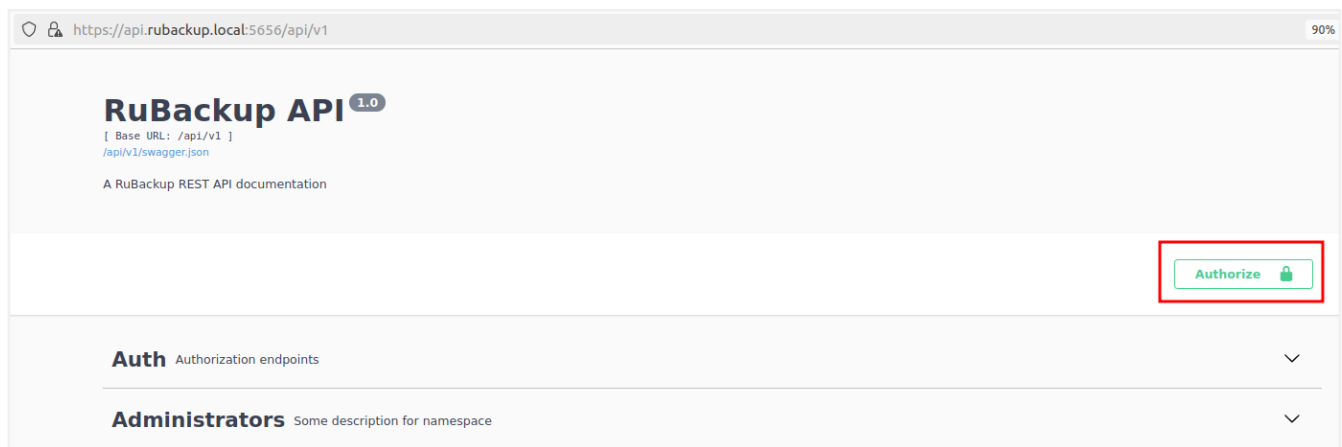 https://api.rubackup.local:5656/api/v1 90%
RuBackup API 1.0
[ Base URL: /api/v1 ]
/api/v1/swagger.json
A RuBackup REST API documentation
Authorize
Auth Authorization endpoints
Administrators Some description for namespace